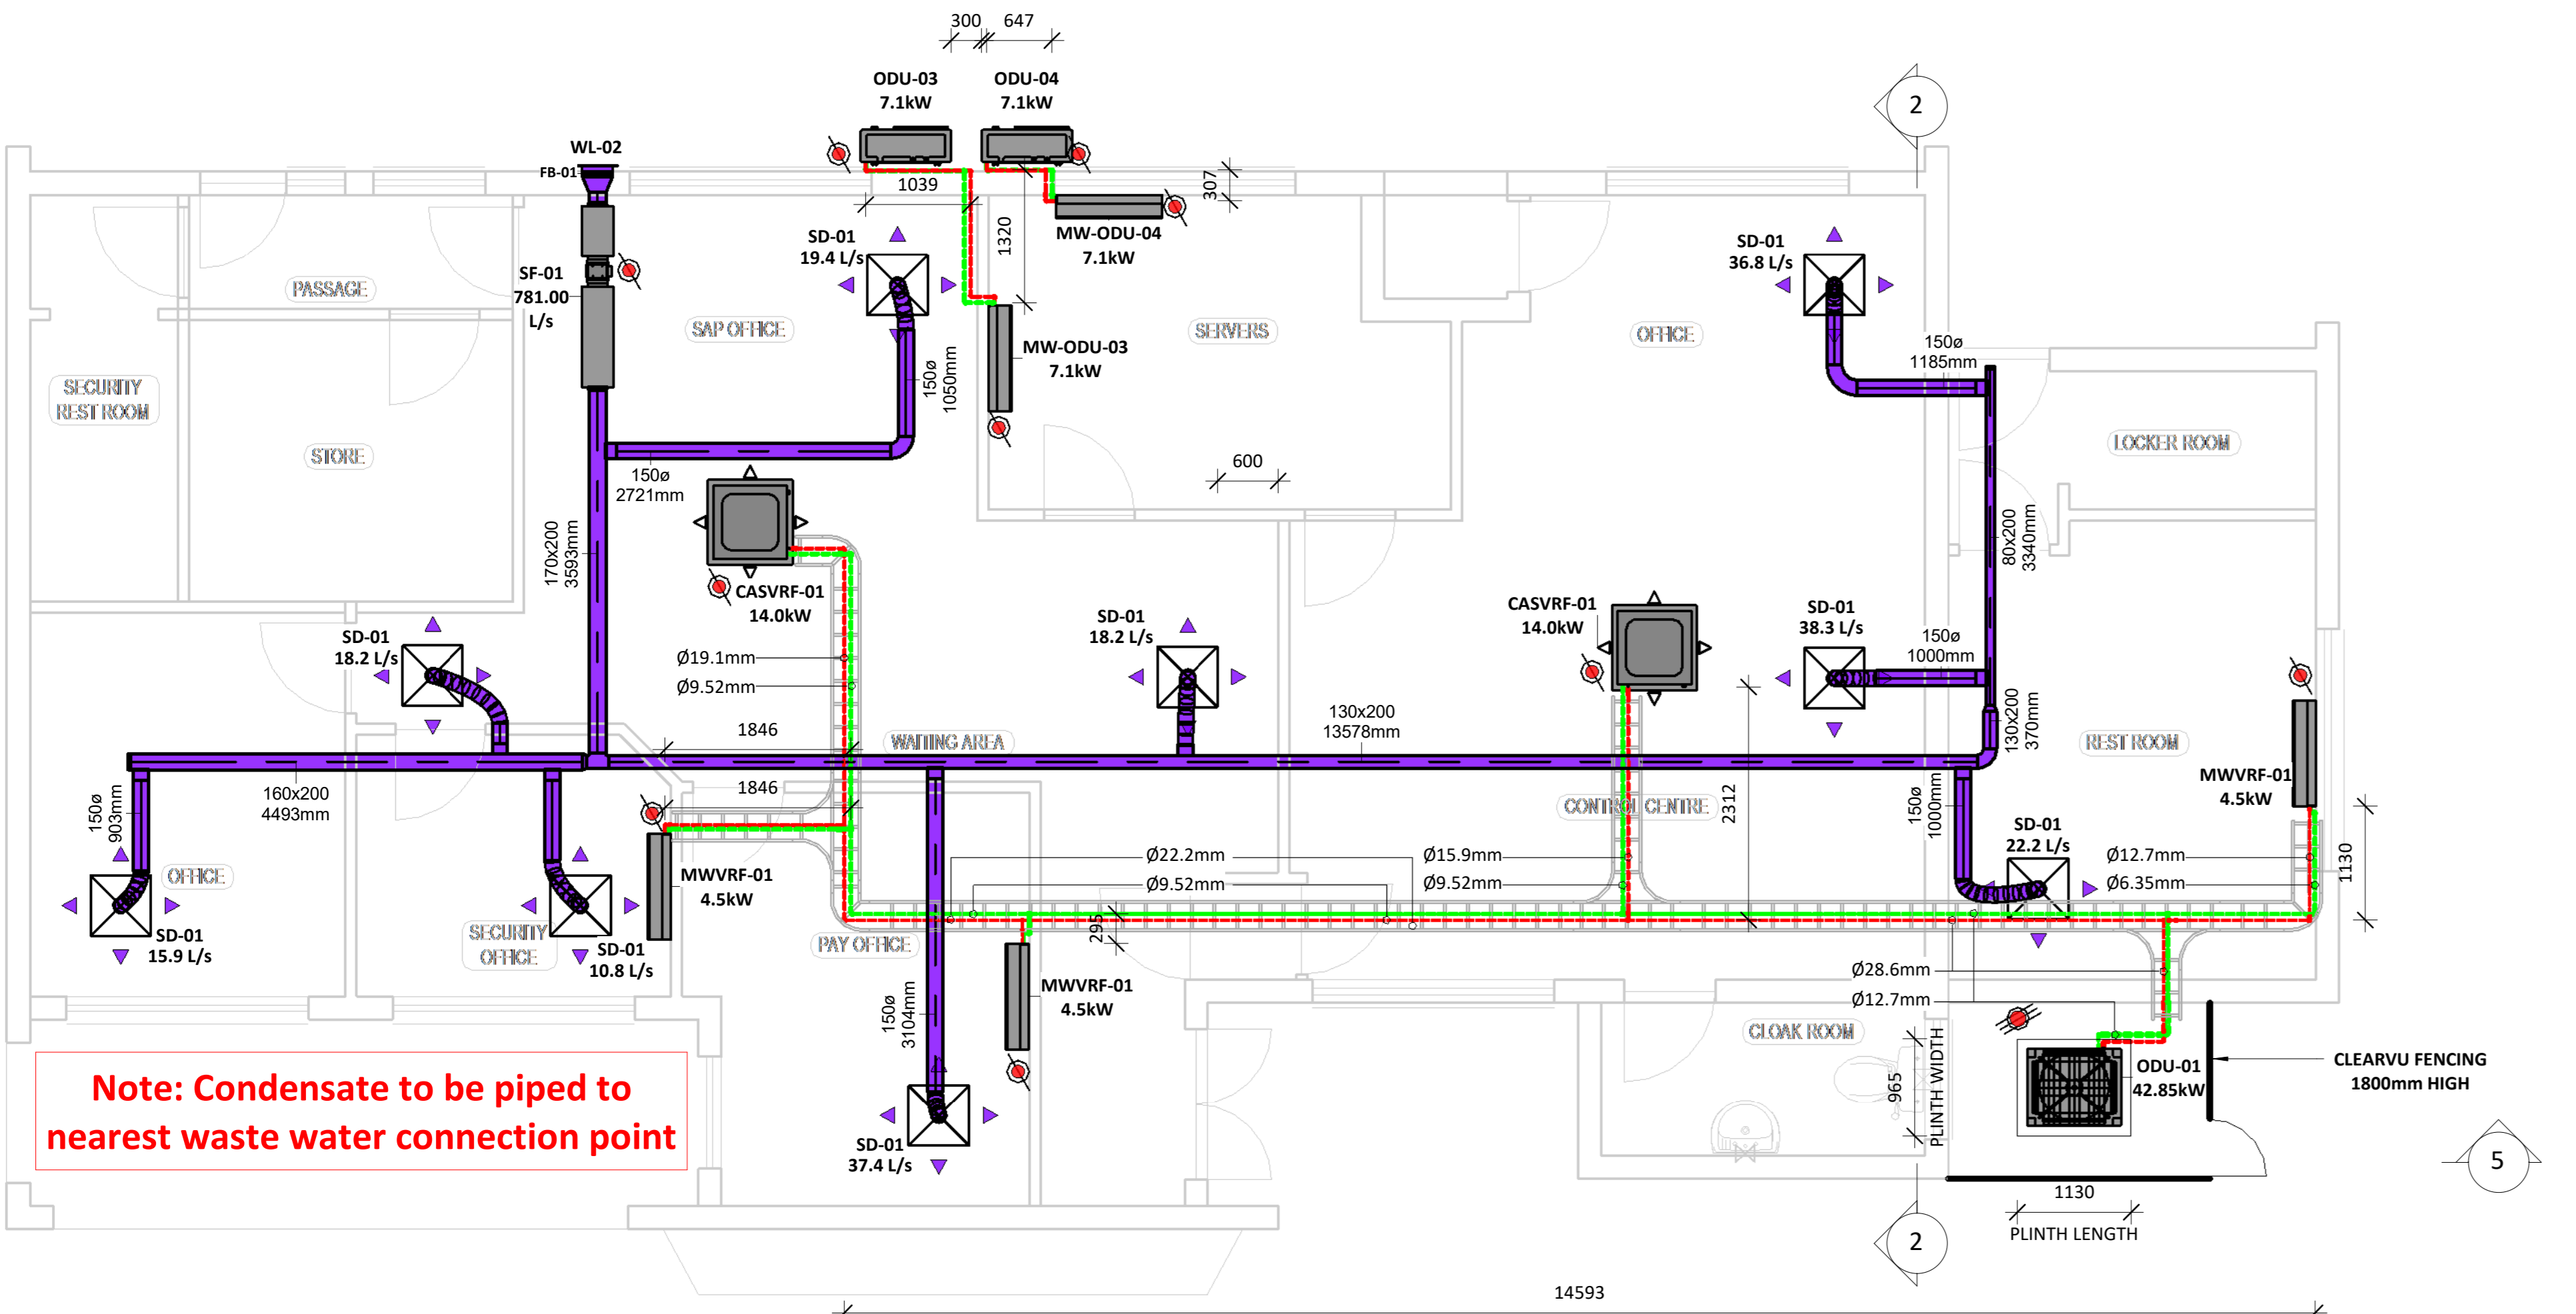 300
647
ODU-03
7.1kW
ODU-04
7.1kW
2
WL-02
FB-01
1039
307
SD-01
19.4 L/s
1320
MW-ODU-04
7.1kW
SD-01
36.8 L/s
SF-01
781.00
L/s
PASSAGE
SAP OFFICE
SERVERS
OFFICE
MW-ODU-03
7.1kW
150ø
1185mm
SECURITY
REST ROOM
150ø
1050mm
STORE
LOCKER ROOM
600
150ø
2721mm
170x200
3593mm
80x200
3340mm
CASVRF-01
14.0kW
CASVRF-01
14.0kW
SD-01
18.2 L/s
SD-01
18.2 L/s
SD-01
38.3 L/s
150ø
1000mm
Ø19.1mm
Ø9.52mm
130x200
13578mm
130x200
370mm
1846
WAITING AREA
REST ROOM
MWVRF-01
4.5kW
160x200
4493mm
1846
2312
CONTROL CENTRE
150ø
903mm
150ø
1000mm
SD-01
22.2 L/s
OFFICE
MWVRF-01
4.5kW
Ø22.2mm
Ø9.52mm
Ø15.9mm
Ø9.52mm
Ø12.7mm
Ø6.35mm
1130
SD-01
15.9 L/s
SECURITY
OFFICE
SD-01
10.8 L/s
PAY OFFICE
295
Ø28.6mm
Ø12.7mm
MWVRF-01
4.5kW
150ø
3104mm
CLOAK ROOM
965
PLINTH WIDTH
ODU-01
42.85kW
CLEARVU FENCING
1800mm HIGH
Note: Condensate to be piped to
nearest waste water connection point
SD-01
37.4 L/s
5
1130
PLINTH LENGTH
2
14593